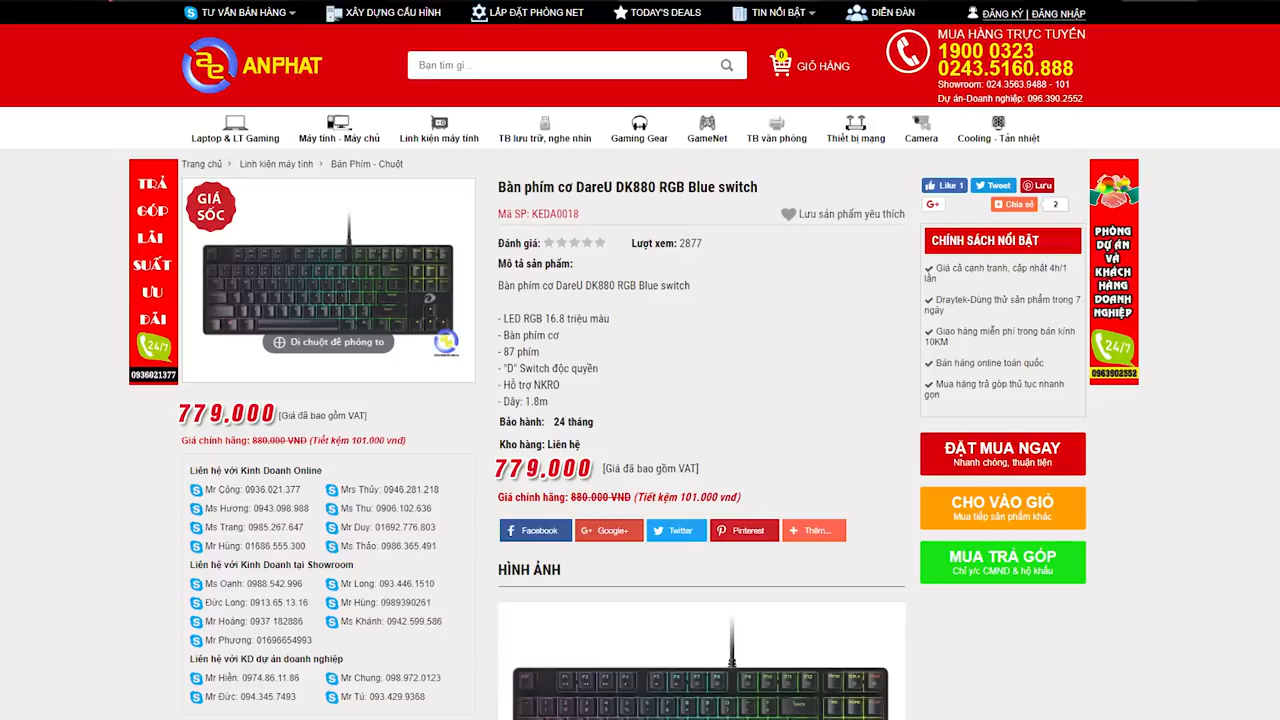 TƯ VẤN BÁN HÀNG
XÂY DỰNG CẤU HÌNH
LẮP ĐẶT PHÒNG NET
TODAY'S DEALS
TIN NỔI BẬT
DIỄN ĐÀN
ĐĂNG KÝ | ĐĂNG NHẬP
ANPHAT
Bạn tìm gì...
0
GIỎ HÀNG
MUA HÀNG TRỰC TUYẾN
1900 0323
0243.5160.888
Showroom: 024.3563.9488 - 101
Dự án-Doanh nghiệp: 096.390.2552
Laptop & LT Gaming
Máy tính - Máy chủ
Linh kiện máy tính
TB lưu trữ, nghe nhìn
Gaming Gear
GameNet
TB văn phòng
Thiết bị mạng
Camera
Cooling - Tản nhiệt
Trang chủ > Linh kiện máy tính > Bàn Phím - Chuột
TRẢ
GÓP
LÃI
SUẤT
ƯU
ĐÃI
24/7
0936021377
GIÁ
SỐC
Di chuột để phóng to
779.000 [Giá đã bao gồm VAT]
Giá chính hãng: 880.000 VND (Tiết kệm 101.000 vnd)
Liên hệ với Kinh Doanh Online
Mr Công: 0936.021.377
Mrs Thủy: 0946.281.218
Ms Hương: 0943.098.988
Ms Thu: 0906.102.636
Ms Trang: 0985.267.647
Mr Duy: 01692.776.803
Mr Hùng: 01686.555.300
Ms Thảo: 0986.365.491
Liên hệ với Kinh Doanh tại Showroom
Ms Oanh: 0988.542.996
Mr Long: 093.446.1510
Đức Long: 0913.65.13.16
Mr Hùng: 0989390261
Mr Hoàng: 0937 182886
Ms Khánh: 0942.599.586
Mr Phương: 01696654993
Liên hệ với KD dự án doanh nghiệp
Mr Hiển: 0974.86.11.86
Mr Chung: 098.972.0123
Mr Đức: 094.345.7493
Mr Tú: 093.429.9368
Bàn phím cơ DareU DK880 RGB Blue switch
Mã SP: KEDA0018
Lưu sản phẩm yêu thích
Đánh giá:
Lượt xem: 2877
Mô tả sản phẩm:
Bàn phím cơ DareU DK880 RGB Blue switch
- LED RGB 16.8 triệu màu
- Bàn phím cơ
- 87 phím
- "D" Switch độc quyền
- Hỗ trợ NKRO
- Dây: 1.8m
Bảo hành: 24 tháng
Kho hàng: Liên hệ
779.000 [Giá đã bao gồm VAT]
Giá chính hãng: 880.000 VND (Tiết kệm 101.000 vnd)
Facebook
Google+
Twitter
Pinterest
Thêm...
HÌNH ẢNH
Like 1
Tweet
Lưu
G+
Chia sẻ
2
CHÍNH SÁCH NỔI BẬT
Giá cả cạnh tranh, cập nhật 4h/1
lần
Draytek-Dùng thử sản phẩm trong 7
ngày
Giao hàng miễn phí trong bán kính
10KM
Bán hàng online toàn quốc
Mua hàng trả góp thủ tục nhanh
gọn
ĐẶT MUA NGAY
Nhanh chóng, thuận tiện
CHO VÀO GIỎ
Mua tiếp sản phẩm khác
MUA TRẢ GÓP
Chỉ y/c CMND & hộ khẩu
PHÒNG
DỰ ÁN
VÀ
KHÁCH
HÀNG
DOANH
NGHIỆP
24/7
0963902552